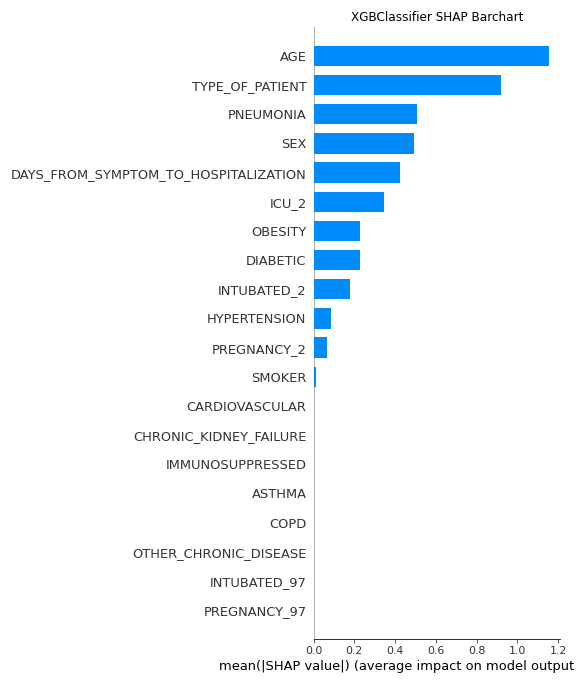 XGBClassifier SHAP Barchart
AGE
TYPE_OF_PATIENT
PNEUMONIA
SEX
DAYS_FROM_SYMPTOM_TO_HOSPITALIZATION
ICU_2
OBESITY
DIABETIC
INTUBATED_2
HYPERTENSION
PREGNANCY_2
SMOKER
CARDIOVASCULAR
CHRONIC_KIDNEY_FAILURE
IMMUNOSUPPRESSED
ASTHMA
COPD
OTHER_CHRONIC_DISEASE
INTUBATED_97
PREGNANCY_97
0.0 0.2 0.4 0.6 0.8 1.0 1.2
mean(|SHAP value|) (average impact on model output